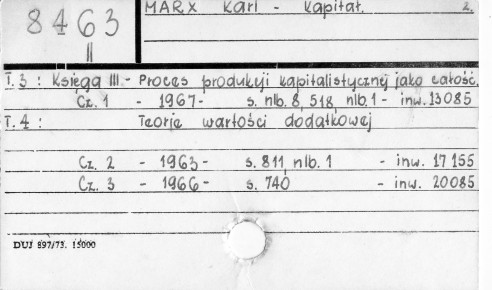 8463
II
MARX Karl - Kapitał. 2.
T.3 : Księga III - Proces produkcji kapitalistycznej jako całość.
Cz. 1 - 1967 - s. nlb. 8, 518, nlb. 1 - inw. 13085
T.4 : Teorie wartości dodatkowej
Cz. 2 - 1963 - s. 811, nlb. 1 - inw. 17155
Cz. 3 - 1966 - s. 740 - inw. 20085
DUJ 897/73. 15000